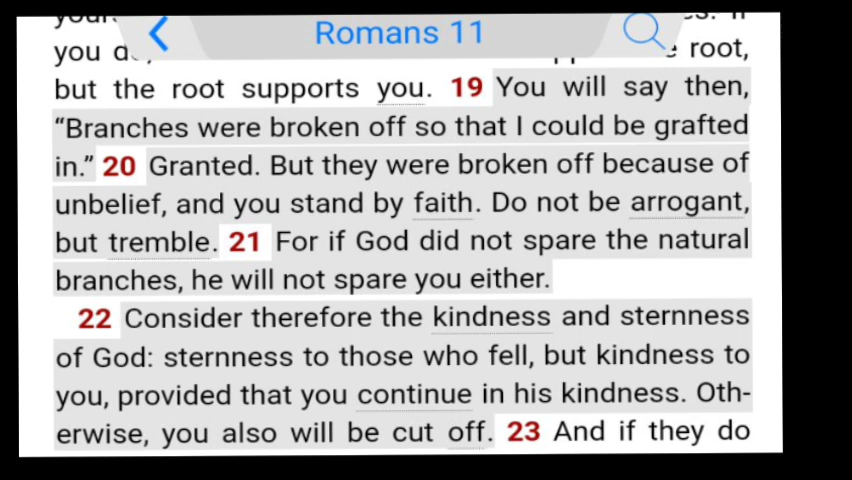 Romans 11
you root,
but the root supports you. 19 You will say then,
“Branches were broken off so that I could be grafted
in.” 20 Granted. But they were broken off because of
unbelief, and you stand by faith. Do not be arrogant,
but tremble. 21 For if God did not spare the natural
branches, he will not spare you either.
22 Consider therefore the kindness and sternness
of God: sternness to those who fell, but kindness to
you, provided that you continue in his kindness. Oth-
erwise, you also will be cut off. 23 And if they do